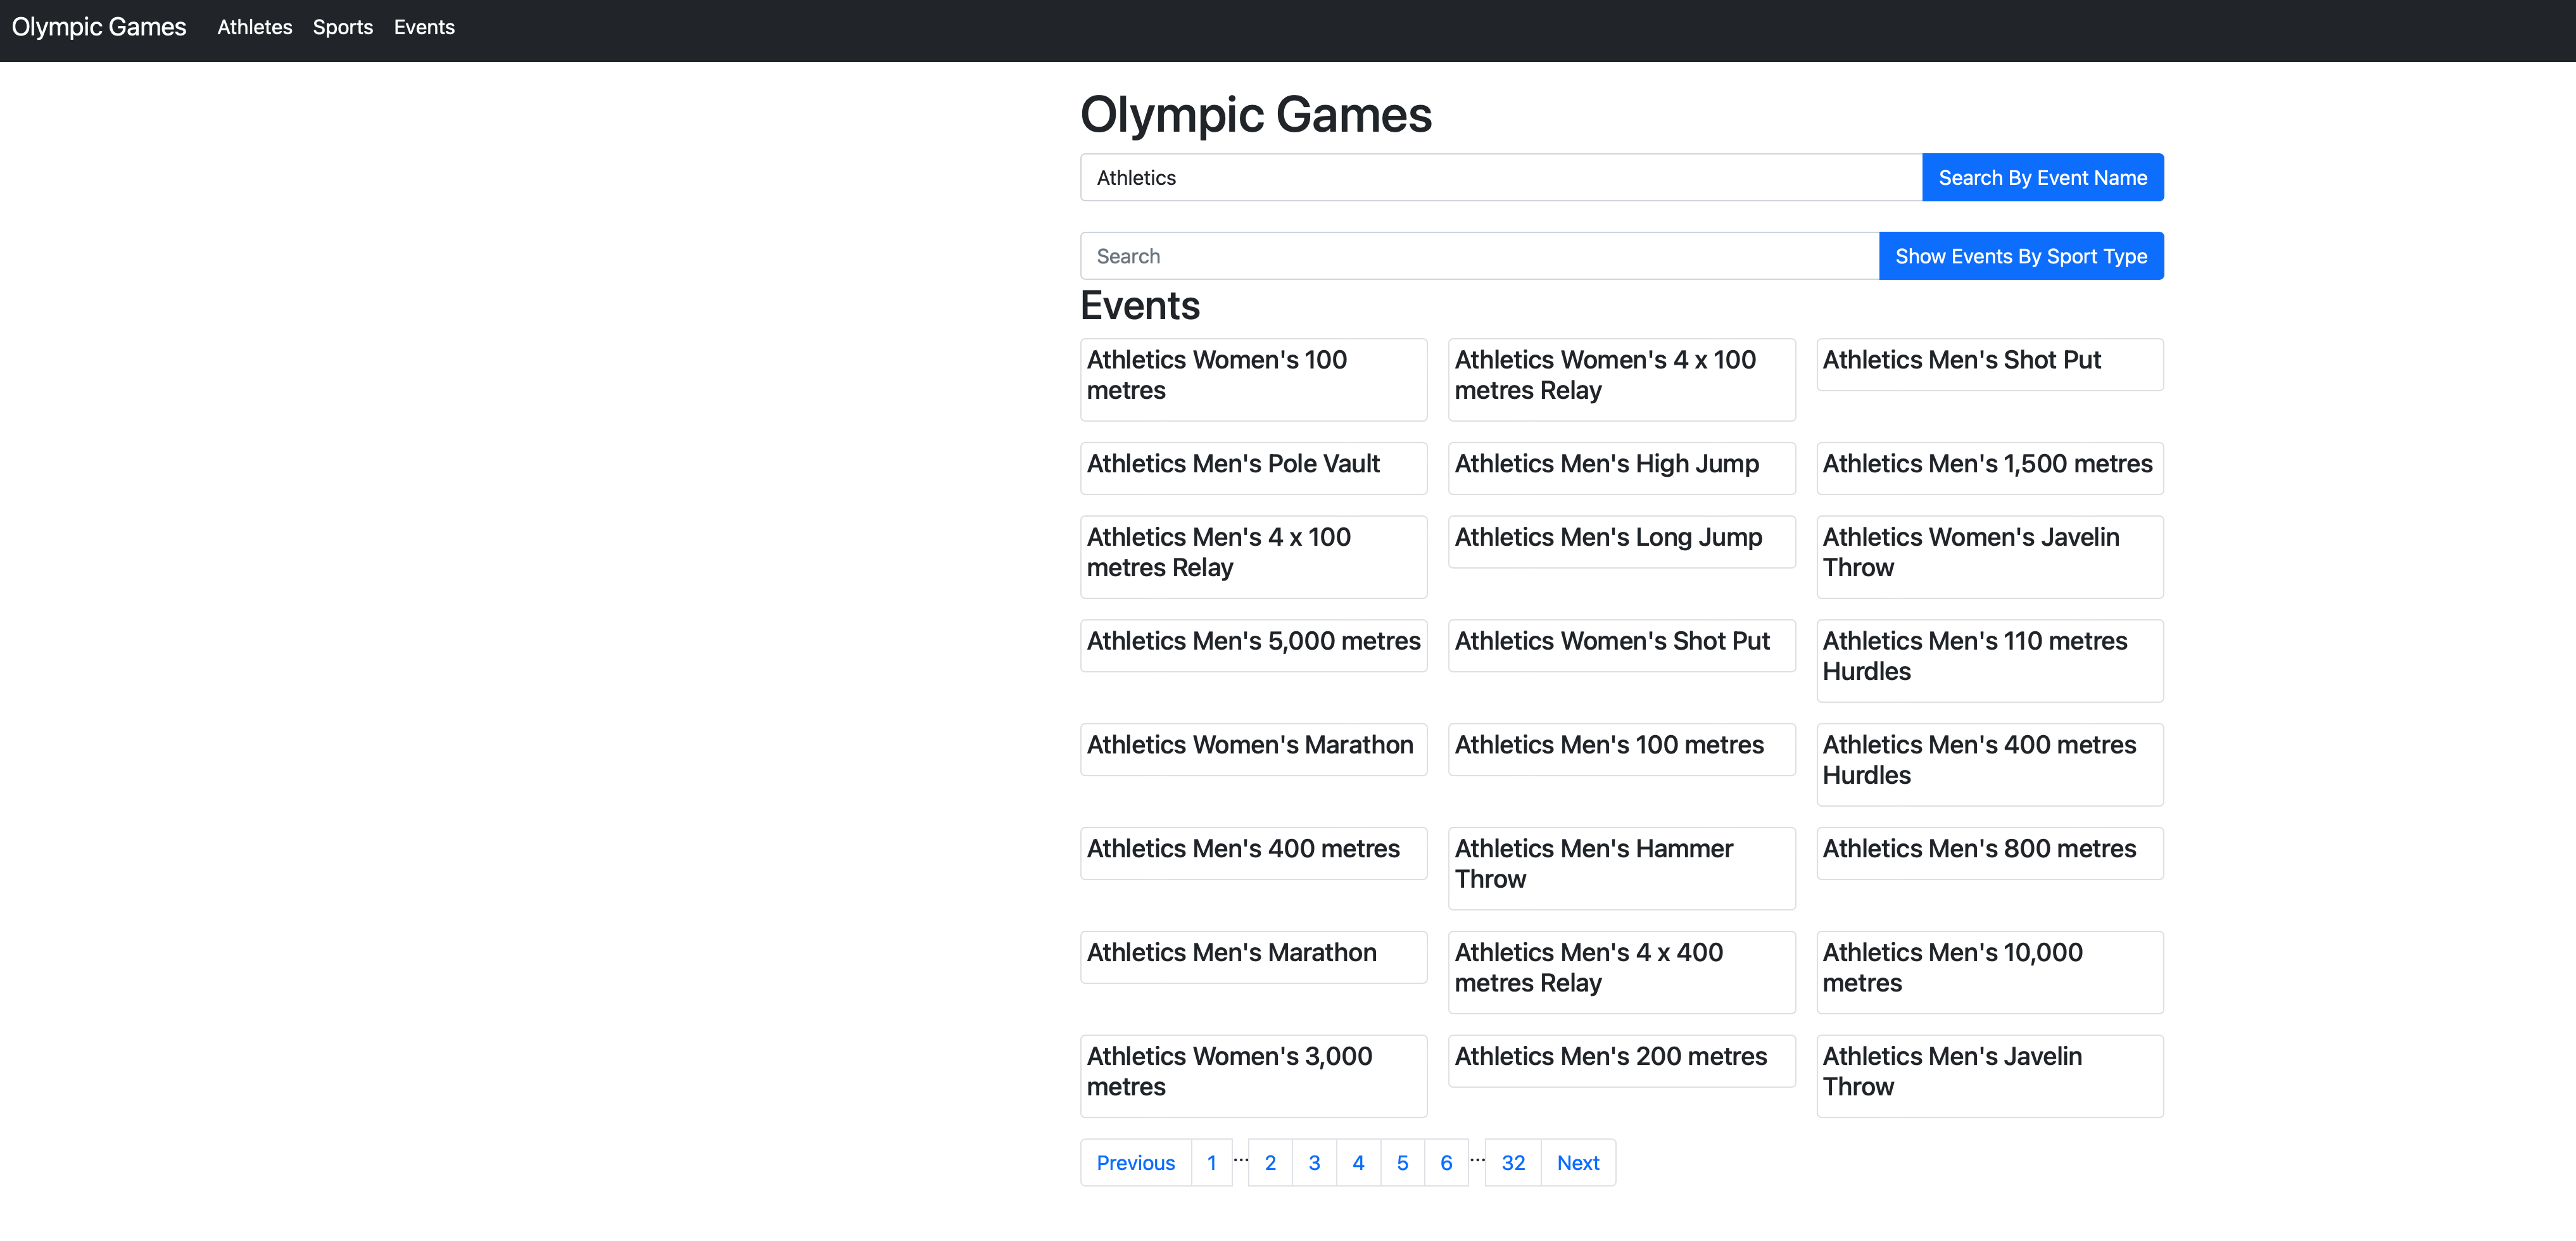 Olympic Games Athletes Sports Events
Olympic Games
Athletics Search By Event Name
Search Show Events By Sport Type
Events
Athletics Women's 100
metres
Athletics Women's 4 x 100
metres Relay
Athletics Men's Shot Put
Athletics Men's Pole Vault
Athletics Men's High Jump
Athletics Men's 1,500 metres
Athletics Men's 4 x 100
metres Relay
Athletics Men's Long Jump
Athletics Women's Javelin
Throw
Athletics Men's 5,000 metres
Athletics Women's Shot Put
Athletics Men's 110 metres
Hurdles
Athletics Women's Marathon
Athletics Men's 100 metres
Athletics Men's 400 metres
Hurdles
Athletics Men's 400 metres
Athletics Men's Hammer
Throw
Athletics Men's 800 metres
Athletics Men's Marathon
Athletics Men's 4 x 400
metres Relay
Athletics Men's 10,000
metres
Athletics Women's 3,000
metres
Athletics Men's 200 metres
Athletics Men's Javelin
Throw
Previous 1 ... 2 3 4 5 6 ... 32 Next